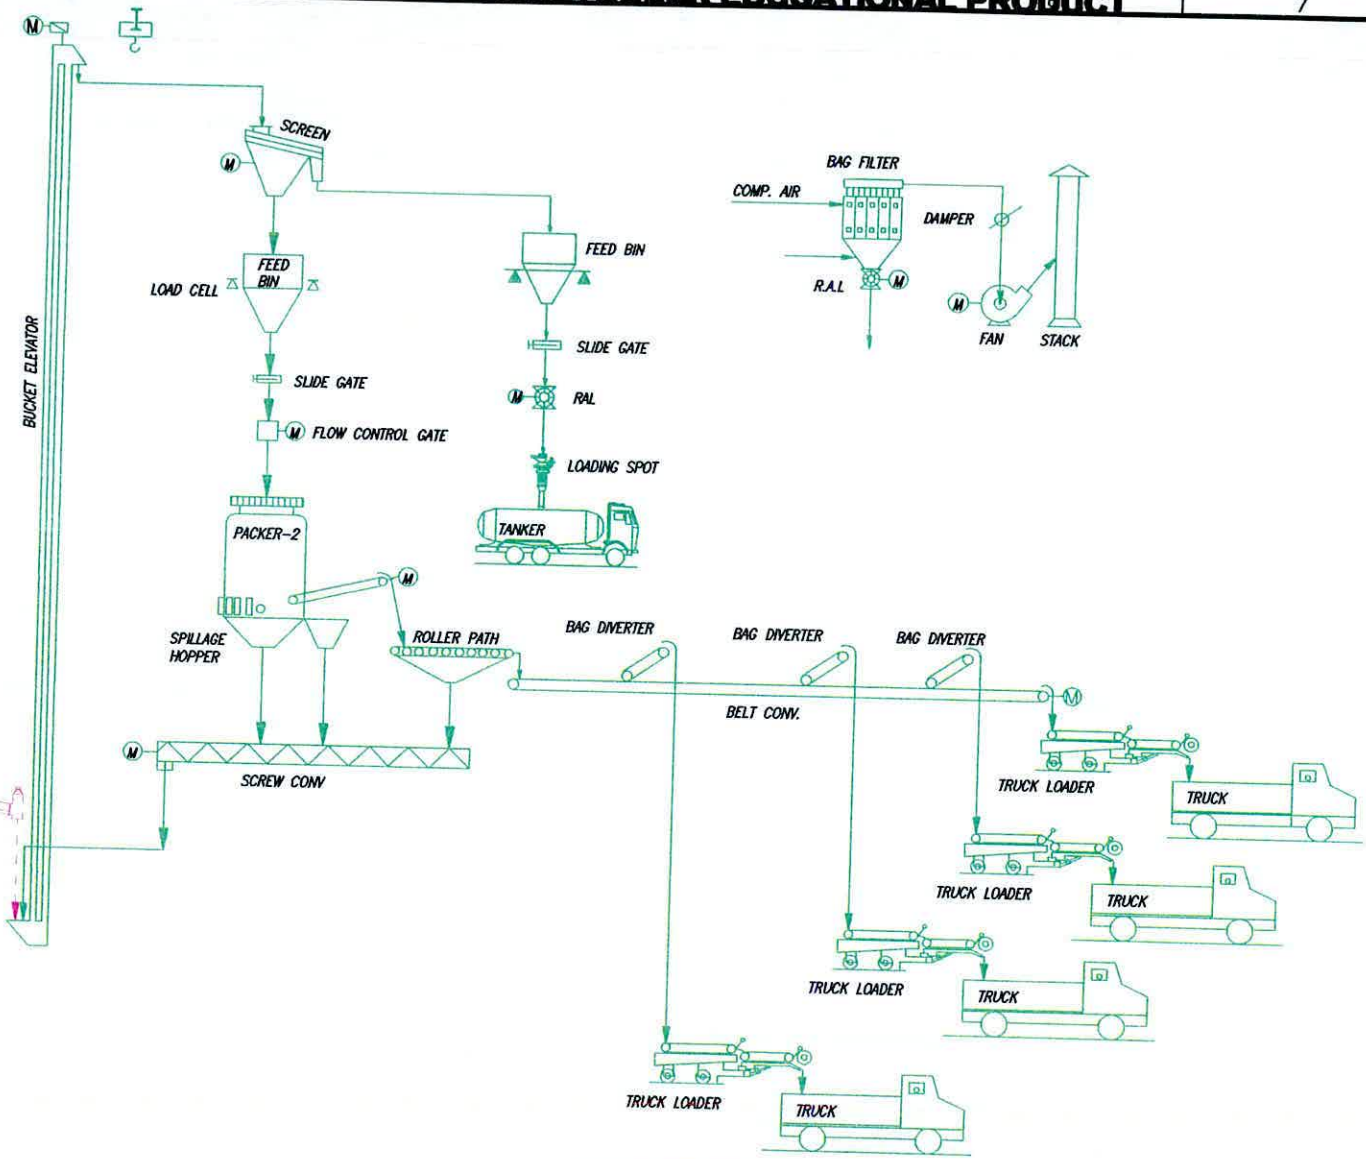 EDUCATIONAL PRODUCT
M
SCREEN
M
BAG FILTER
COMP. AIR
DAMPER
FEED BIN
FEED
BIN
LOAD CELL
R.A.L
M
M
FAN
STACK
BUCKET ELEVATOR
SLIDE GATE
SLIDE GATE
M
RAL
M
FLOW CONTROL GATE
LOADING SPOT
PACKER-2
TANKER
M
SPILLAGE
HOPPER
ROLLER PATH
BAG DIVERTER
BAG DIVERTER
BAG DIVERTER
M
BELT CONV.
M
SCREW CONV
TRUCK LOADER
TRUCK
TRUCK LOADER
TRUCK
TRUCK LOADER
TRUCK
TRUCK LOADER
TRUCK